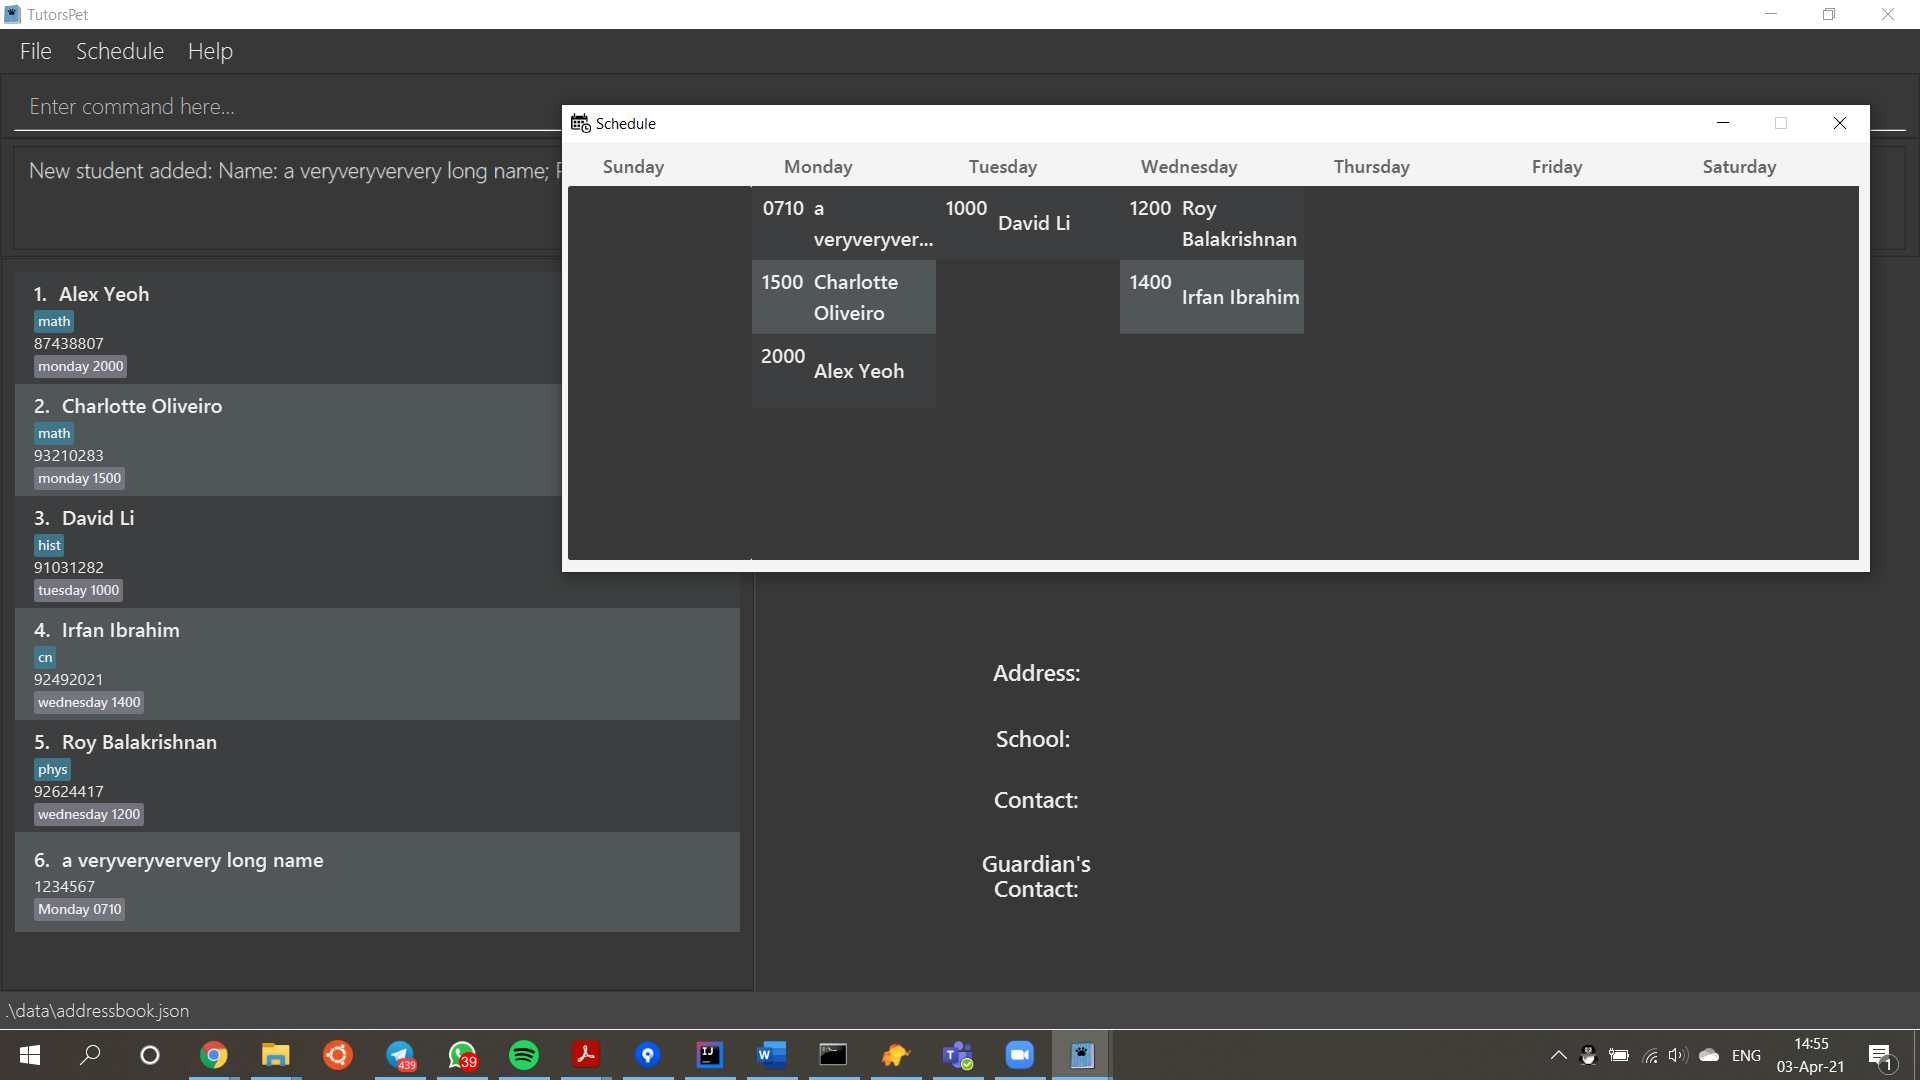 TutorsPet
File Schedule Help
Enter command here...
New student added: Name: a veryveryververy long name;
1. Alex Yeoh
math
87438807
monday 2000
2. Charlotte Oliveiro
math
93210283
monday 1500
3. David Li
hist
91031282
tuesday 1000
4. Irfan Ibrahim
cn
92492021
wednesday 1400
5. Roy Balakrishnan
phys
92624417
wednesday 1200
6. a veryveryververy long name
1234567
Monday 0710
Schedule
Sunday Monday Tuesday Wednesday Thursday Friday Saturday
0710 a veryveryver...
1000 David Li
1200 Roy Balakrishnan
1500 Charlotte Oliveiro
1400 Irfan Ibrahim
2000 Alex Yeoh
Address:
School:
Contact:
Guardian's
Contact:
.\data\addressbook.json
439
39
IJ
ENG
14:55
03-Apr-21
1